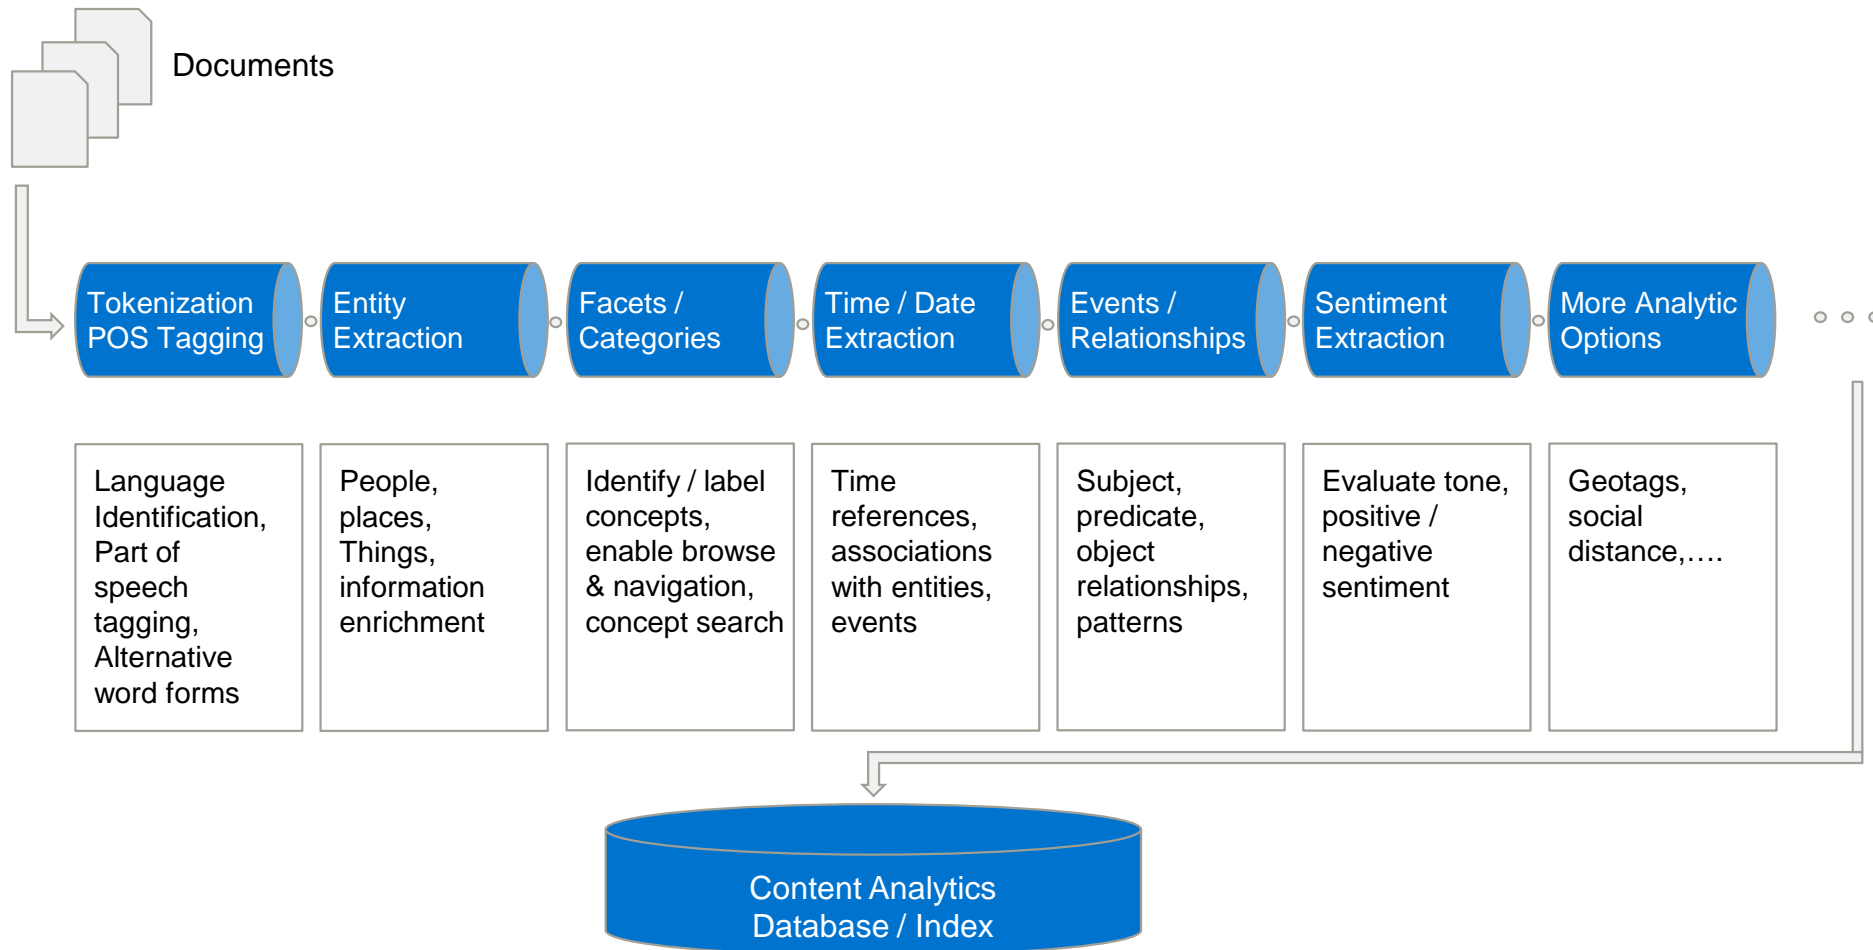 Documents
Tokenization
POS Tagging
Entity
Extraction
Facets /
Categories
Time / Date
Extraction
Events /
Relationships
Sentiment
Extraction
More Analytic
Options
Language
Identification,
Part of
speech
tagging,
Alternative
word forms
People,
places,
Things,
information
enrichment
Identify / label
concepts,
enable browse
& navigation,
concept search
Time
references,
associations
with entities,
events
Subject,
predicate,
object
relationships,
patterns
Evaluate tone,
positive /
negative
sentiment
Geotags,
social
distance,....
Content Analytics
Database / Index